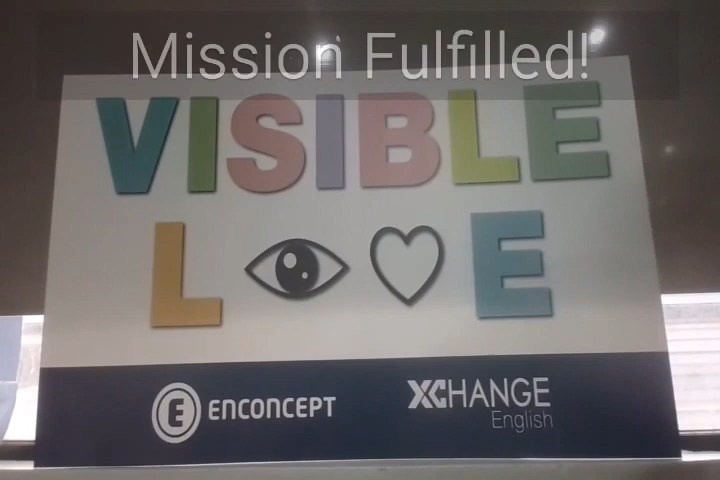 Mission Fulfilled!
VISIBLE
L E
E ENCONCEPT
XCHANGE
English